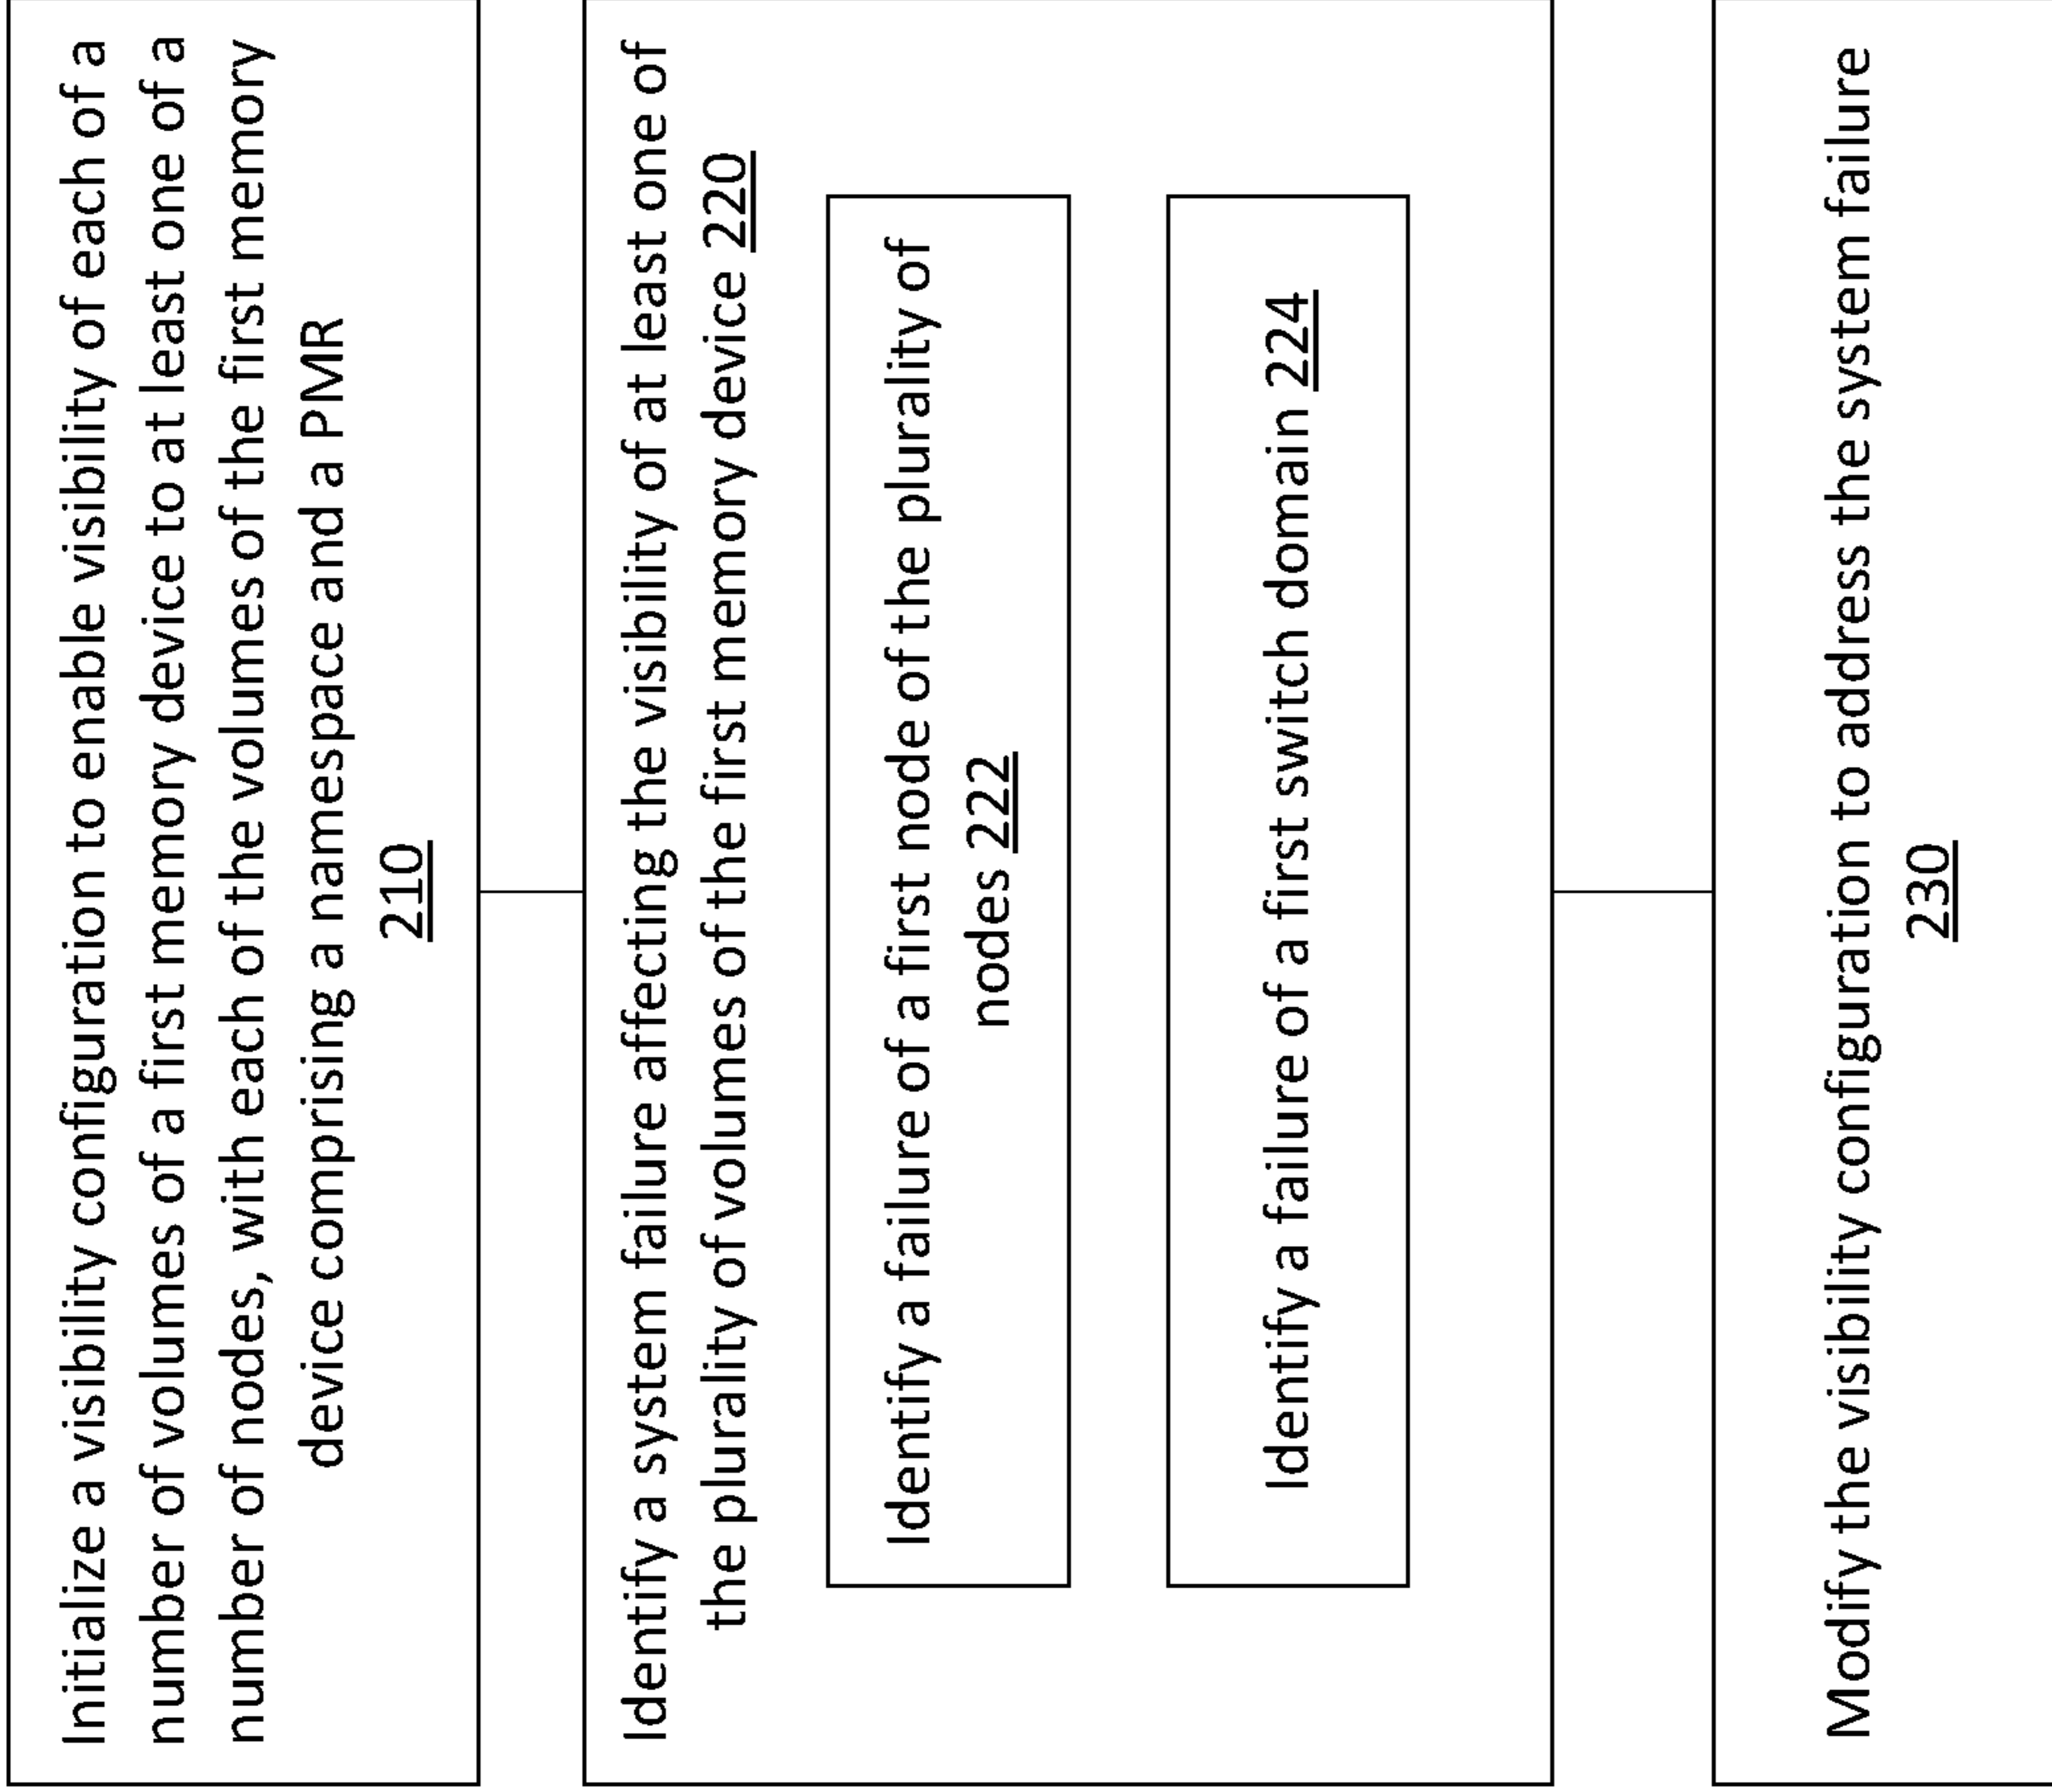 Initialize a visibility configuration to enable visibility of each of a
number of volumes of a first memory device to at least one of a
number of nodes, with each of the volumes of the first memory
device comprising a namespace and a PMR
210
Identify a system failure affecting the visibility of at least one of
the plurality of volumes of the first memory device 220
Identify a failure of a first node of the plurality of
nodes 222
Identify a failure of a first switch domain 224
Modify the visibility configuration to address the system failure
230